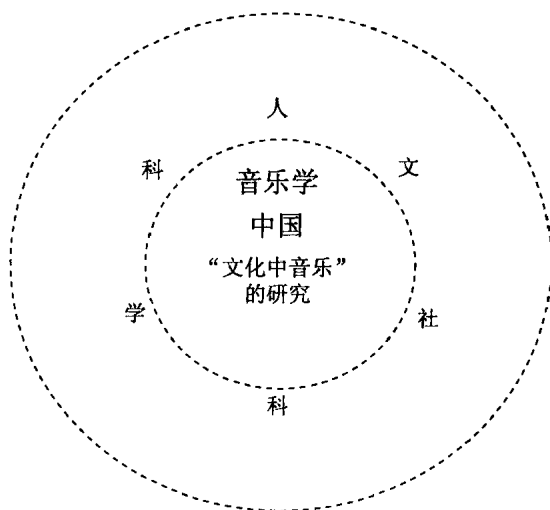 人
文
社
科
学
科
音乐学
中国
“文化中音乐”
的研究